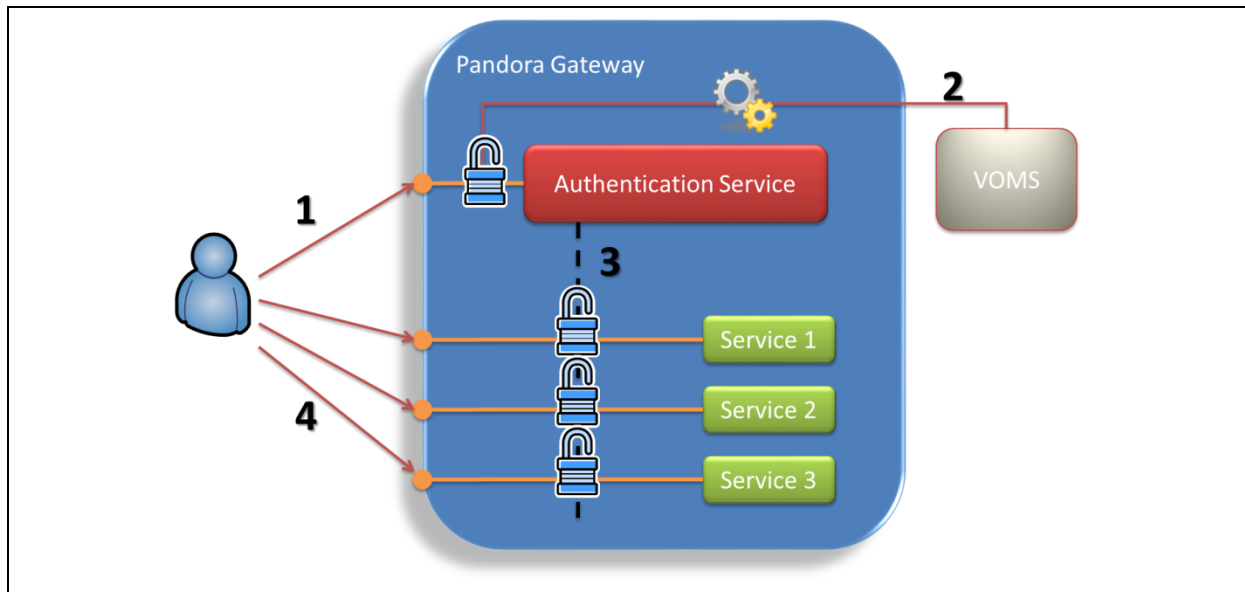 Pandora Gateway
2
Authentication Service
VOMS
1
3
Service 1
Service 2
4
Service 3